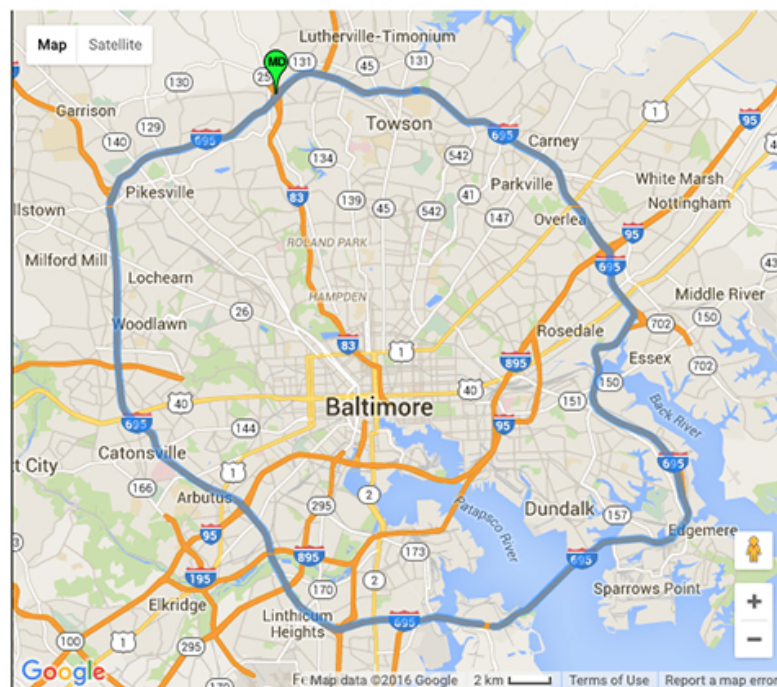 Map Satellite
Lutherville-Timonium
MD
25
131
45
131
130
Garrison
1
95
129
140
695
Towson
695
Carney
134
542
Pikesville
Parkville
White Marsh
llstown
83
139
45
542
41
147
Nottingham
Overlea
95
ROLAND PARK
Milford Mill
695
Lochearn
HAMPDEN
Middle River
26
150
Woodlawn
83
1
Rosedale
702
895
Essex
702
40
40
150
Baltimore
151
695
144
95
Back River
Catonsville
t City
1
695
166
Arbutus
2
295
Dundalk
157
Patapsco River
Edgemere
95
895
173
695
195
170
2
Sparrows Point
Elkridge
Linthicum
Heights
695
+
100
1
295
−
Google
170
Map data ©2016 Google 2 km Terms of Use Report a map error